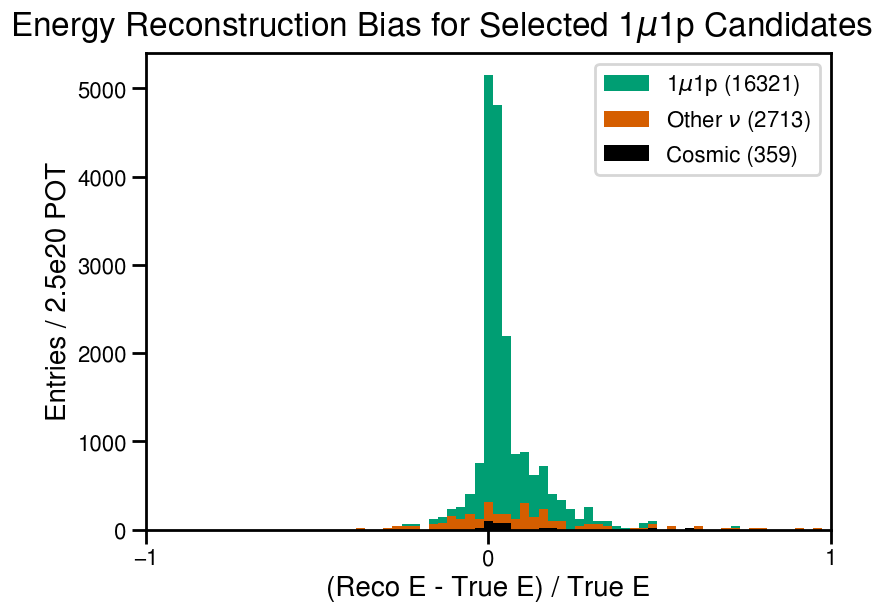 Energy Reconstruction Bias for Selected 1μ1p Candidates
5000
4000
3000
2000
1000
0
Entries / 2.5e20 POT
1μ1p (16321)
Other ν (2713)
Cosmic (359)
−1
0
1
(Reco E - True E) / True E